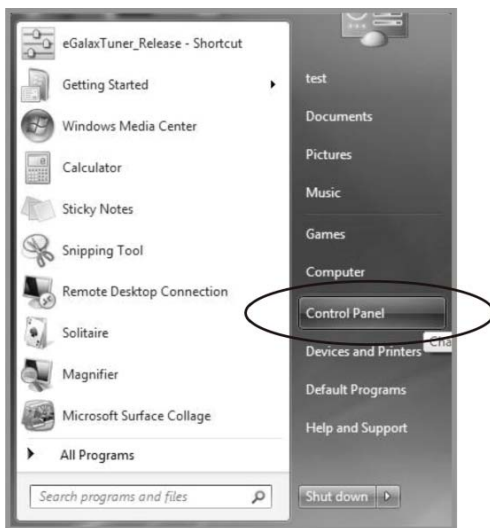 eGalaxTuner_Release - Shortcut
Getting Started
Windows Media Center
Calculator
Sticky Notes
Snipping Tool
Remote Desktop Connection
Solitaire
Magnifier
Microsoft Surface Collage
All Programs
Search programs and files
test
Documents
Pictures
Music
Games
Computer
Control Panel
Devices and Printers
Cha
Default Programs
Help and Support
Shut down